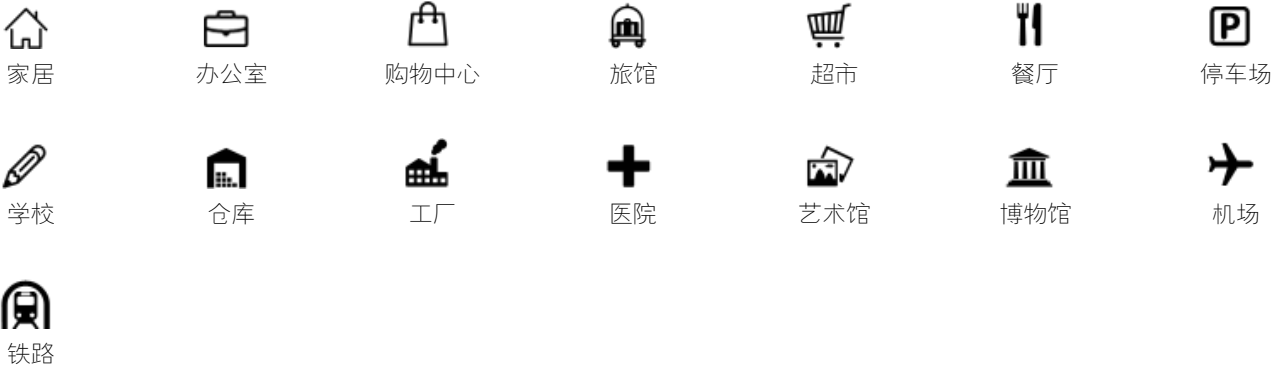 家居 办公室 购物中心 旅馆 超市 餐厅 停车场
学校 仓库 工厂 医院 艺术馆 博物馆 机场
铁路